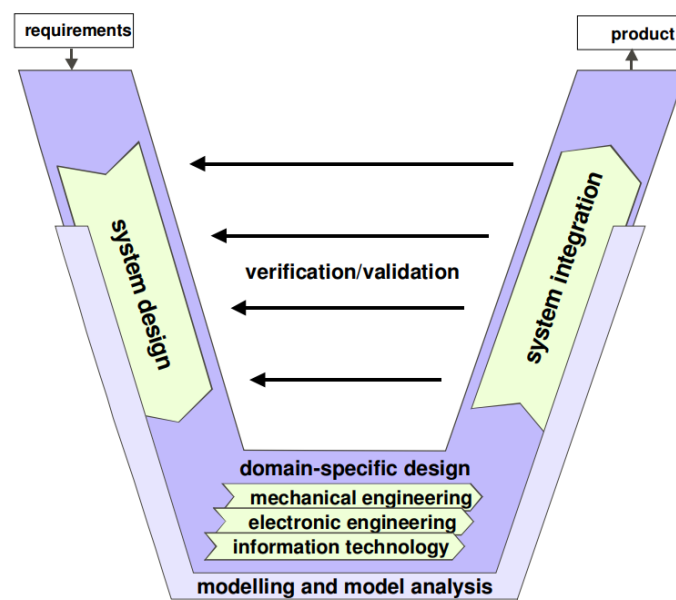 requirements
product
system design
system integration
verification/validation
domain-specific design
mechanical engineering
electronic engineering
information technology
modelling and model analysis